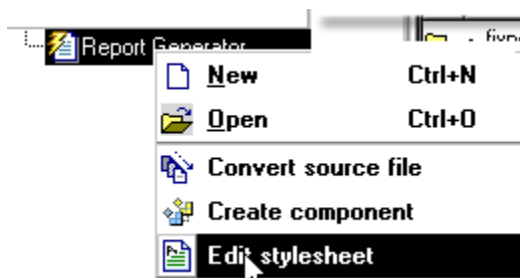 Report Generator
New Ctrl+N
Open Ctrl+O
Convert source file
Create component
Edit stylesheet